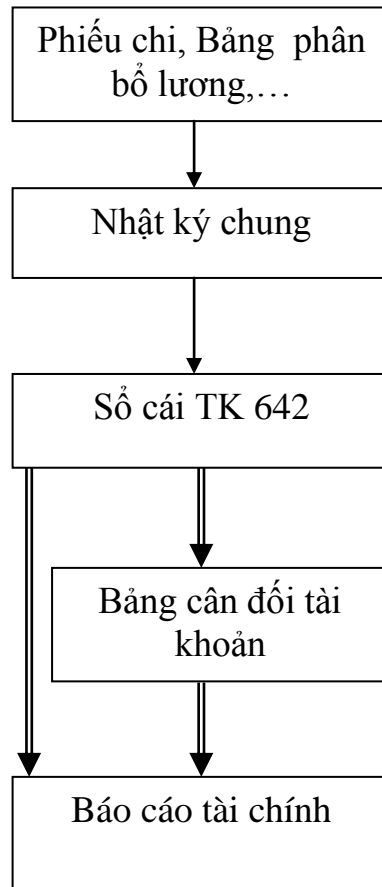 Phiếu chi, Bảng phân
bổ lương,…
Nhật ký chung
Sổ cái TK 642
Bảng cân đối tài
khoản
Báo cáo tài chính